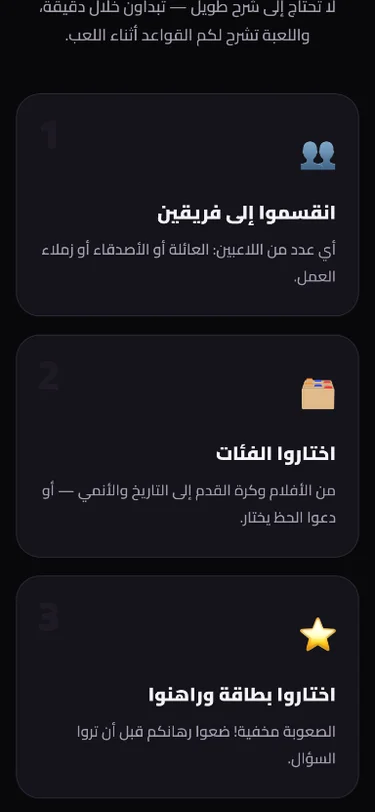 لا تحتاج إلى شرح طويل — تبدأون خلال دقيقة،
واللعبة تشرح لكم القواعد أثناء اللعب.
1
انقسموا إلى فريقين
أي عدد من اللاعبين: العائلة أو الأصدقاء أو زملاء
العمل.
2
اختاروا الفئات
من الأفلام وكرة القدم إلى التاريخ والأنمي — أو
دعوا الحظ يختار.
3
اختاروا بطاقة وراهنوا
الصعوبة مخفية! ضعوا رهانكم قبل أن تروا
السؤال.